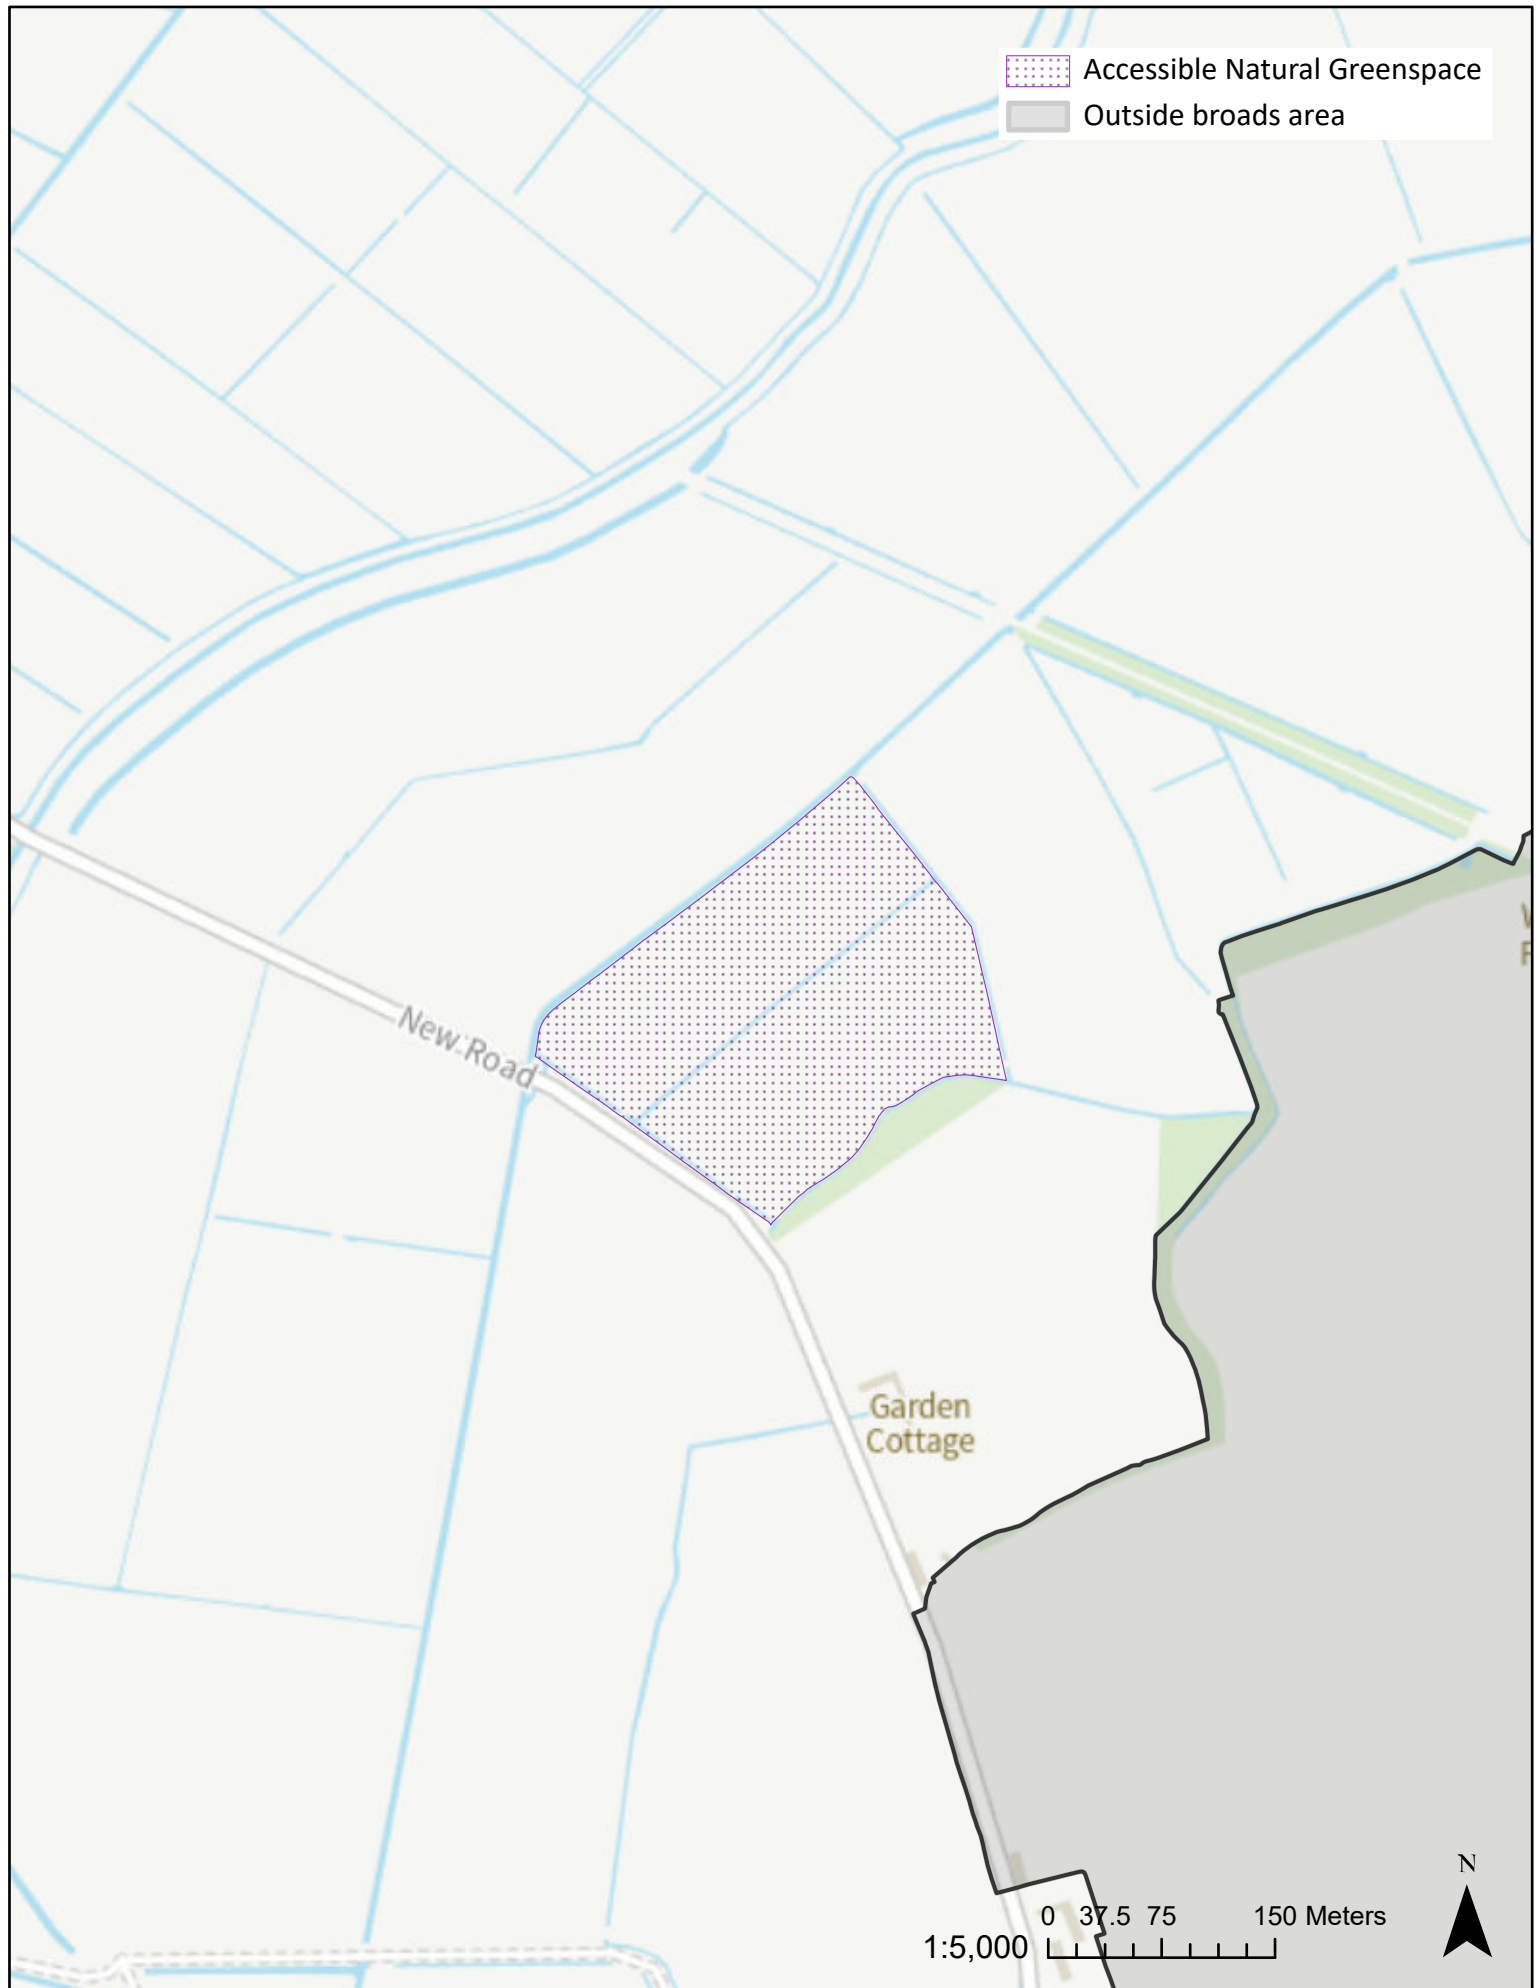 Accessible Natural Greenspace
Outside broads area
New Road
Garden
Cottage
N
0 37.5 75 150 Meters
1:5,000